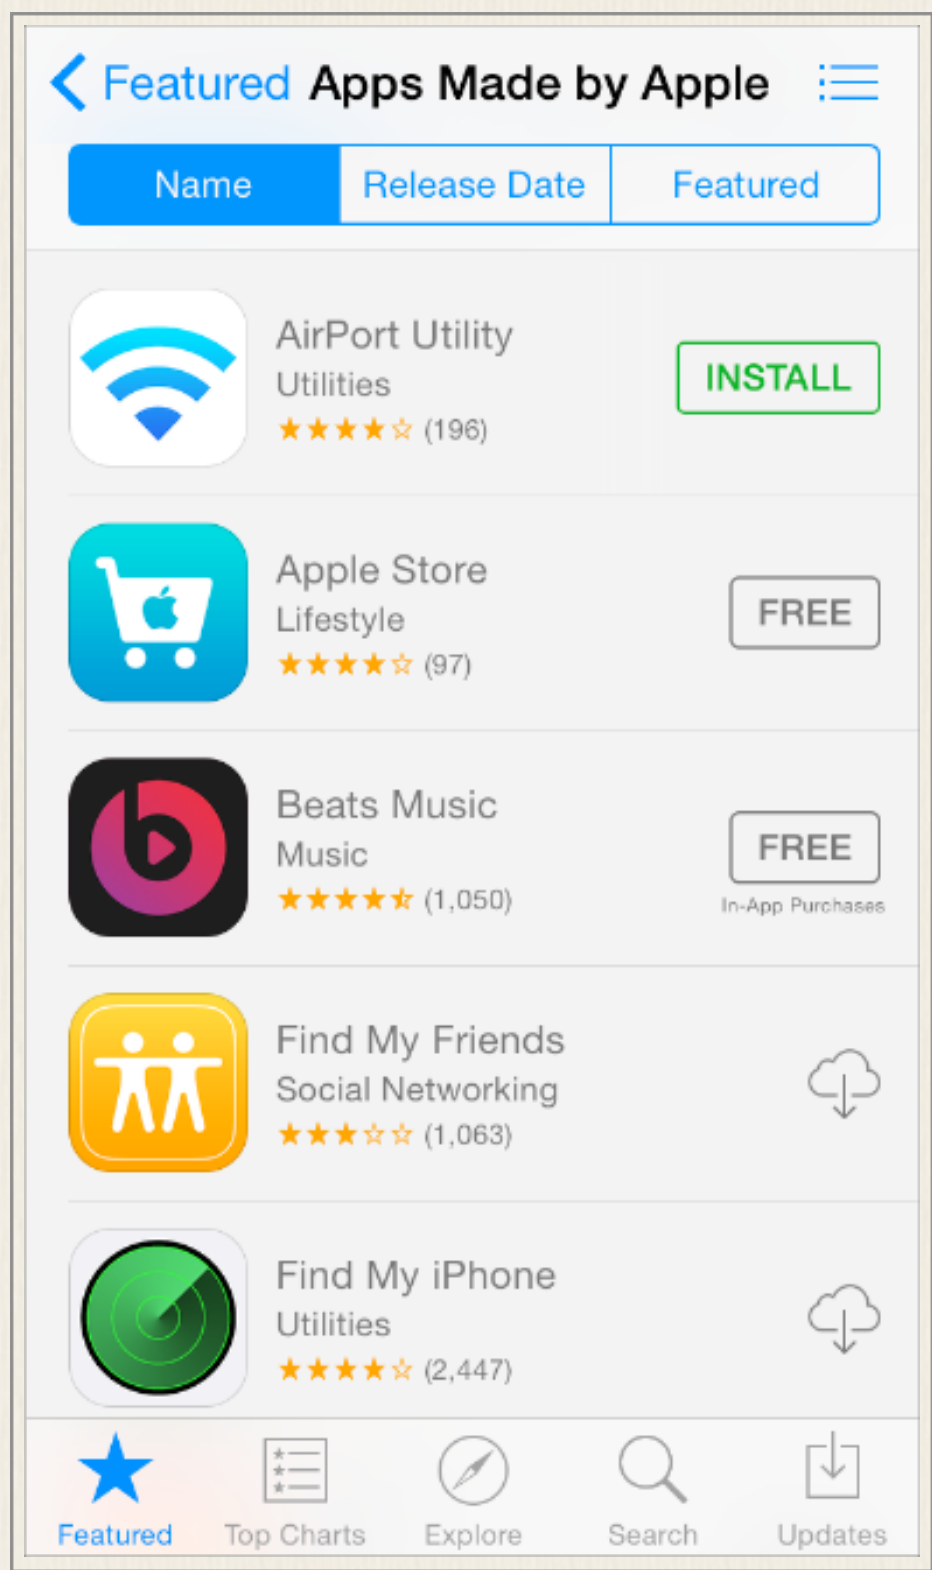 Featured Apps Made by Apple
Name Release Date Featured
AirPort Utility
Utilities
(196)
INSTALL
Apple Store
Lifestyle
(97)
FREE
Beats Music
Music
(1,050)
FREE
In-App Purchases
Find My Friends
Social Networking
(1,063)
Find My iPhone
Utilities
(2,447)
Featured Top Charts Explore Search Updates